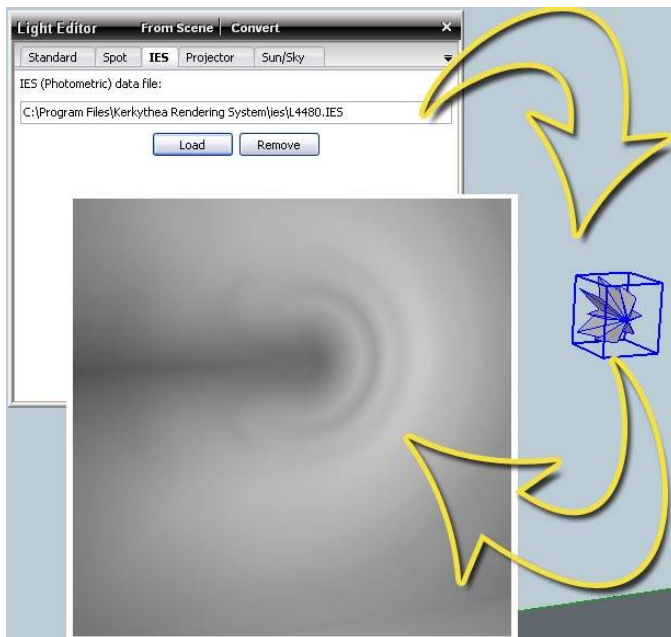 Light Editor From Scene Convert
Standard Spot IES Projector Sun/Sky
IES (Photometric) data file:
C:\Program Files\Kerkythea Rendering System\ies\L4480.IES
Load Remove